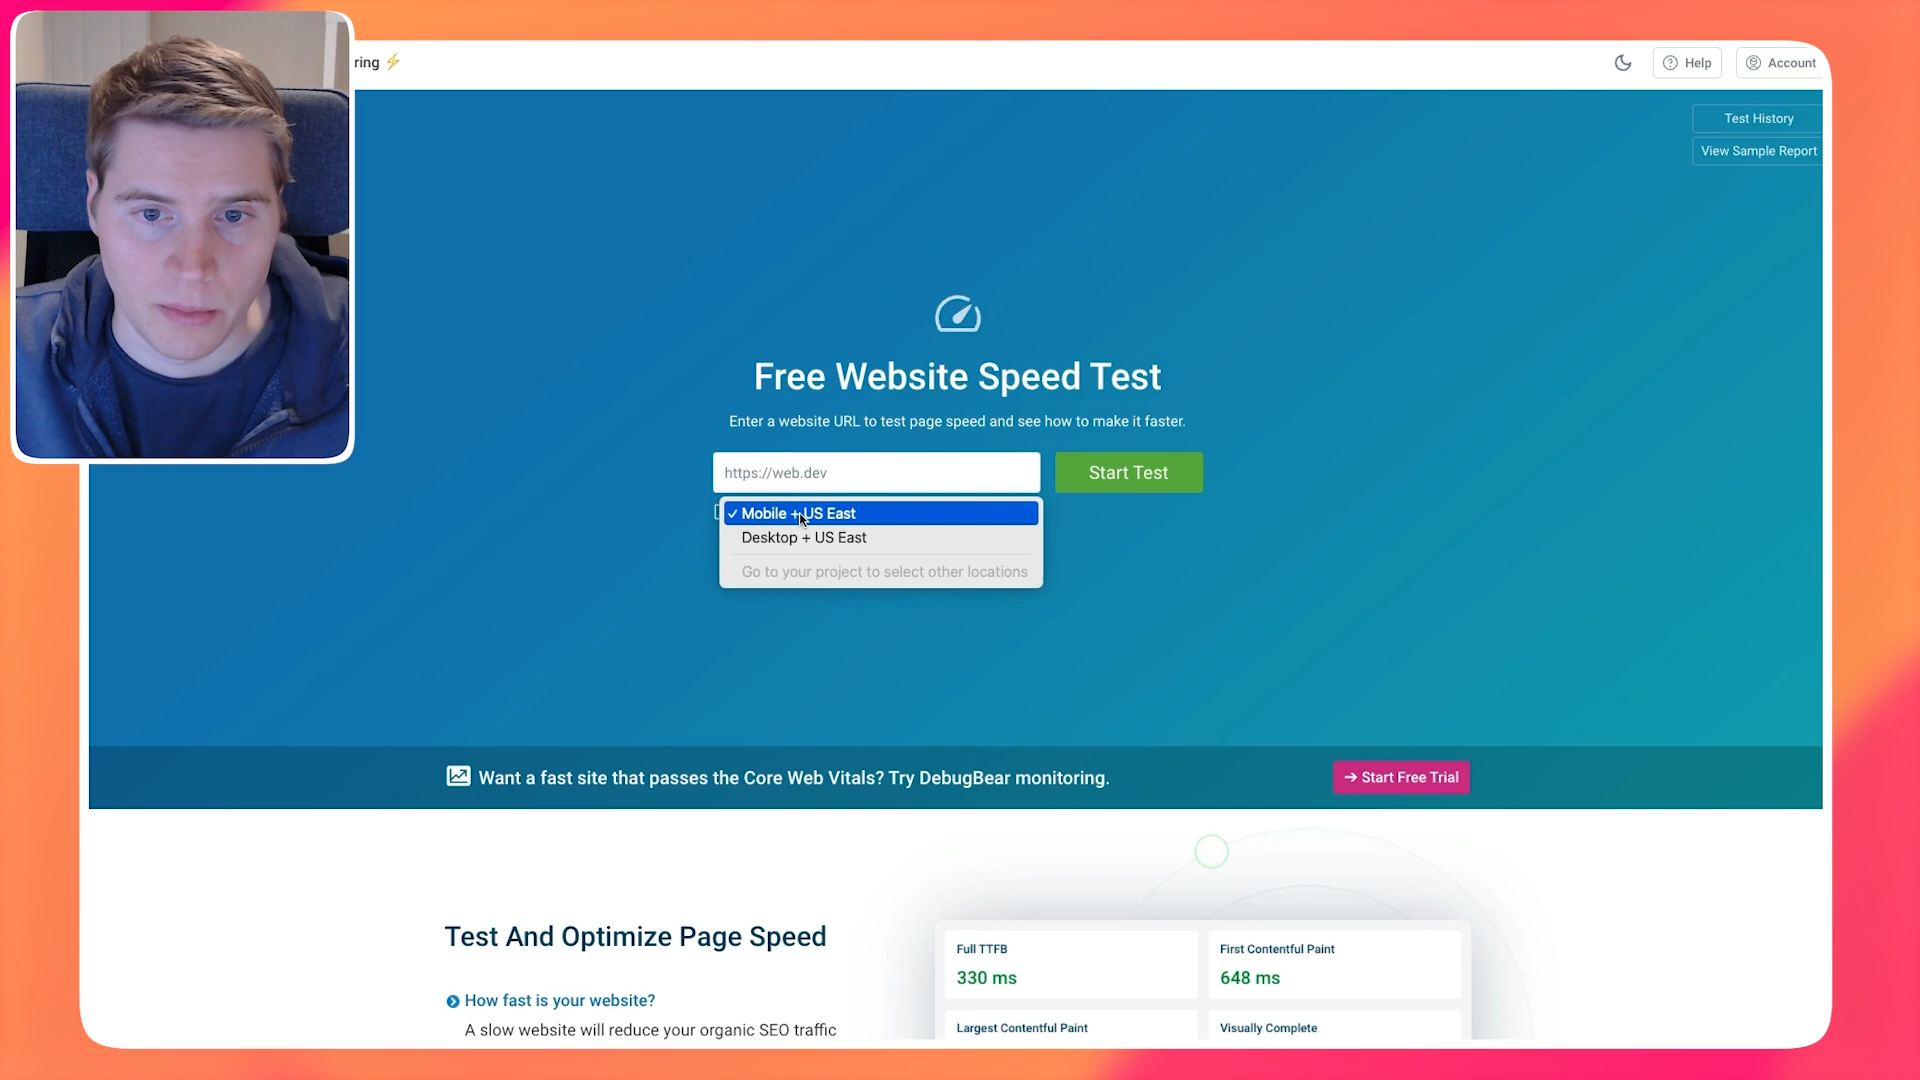 ring ⚡
Help
Account
Test History
View Sample Report
Free Website Speed Test
Enter a website URL to test page speed and see how to make it faster.
https://web.dev
Start Test
✓ Mobile + US East
Desktop + US East
Go to your project to select other locations
Want a fast site that passes the Core Web Vitals? Try DebugBear monitoring.
→ Start Free Trial
Test And Optimize Page Speed
How fast is your website?
A slow website will reduce your organic SEO traffic
Full TTFB
330 ms
First Contentful Paint
648 ms
Largest Contentful Paint
Visually Complete